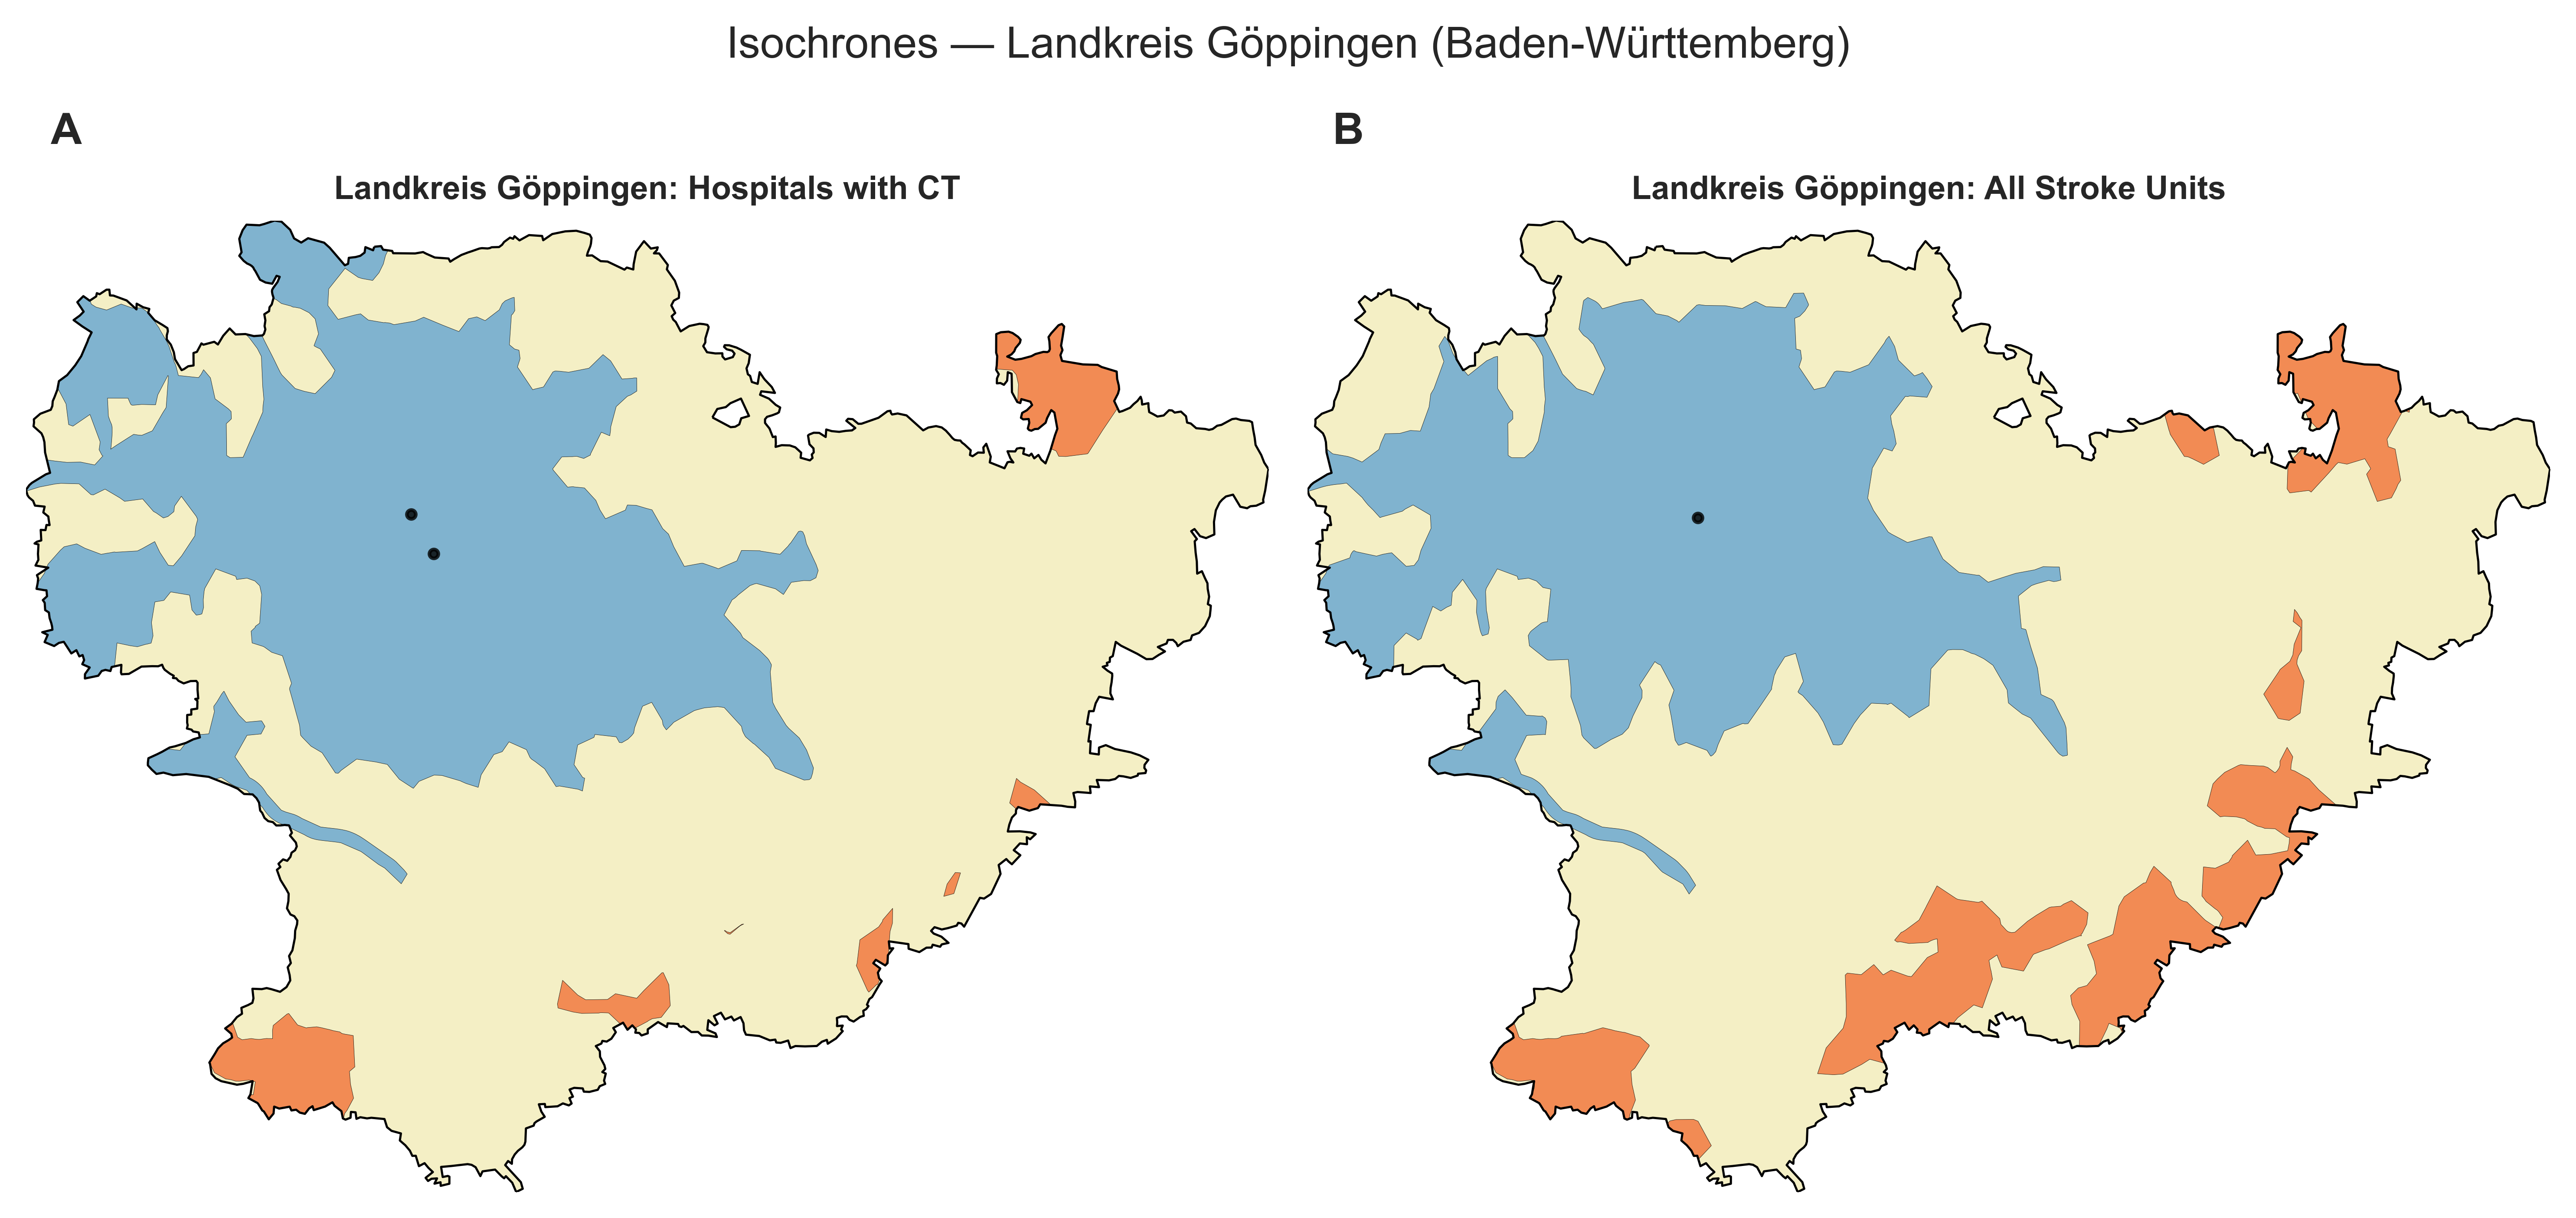 Isochrones — Landkreis Göppingen (Baden-Württemberg)
A
Landkreis Göppingen: Hospitals with CT
B
Landkreis Göppingen: All Stroke Units